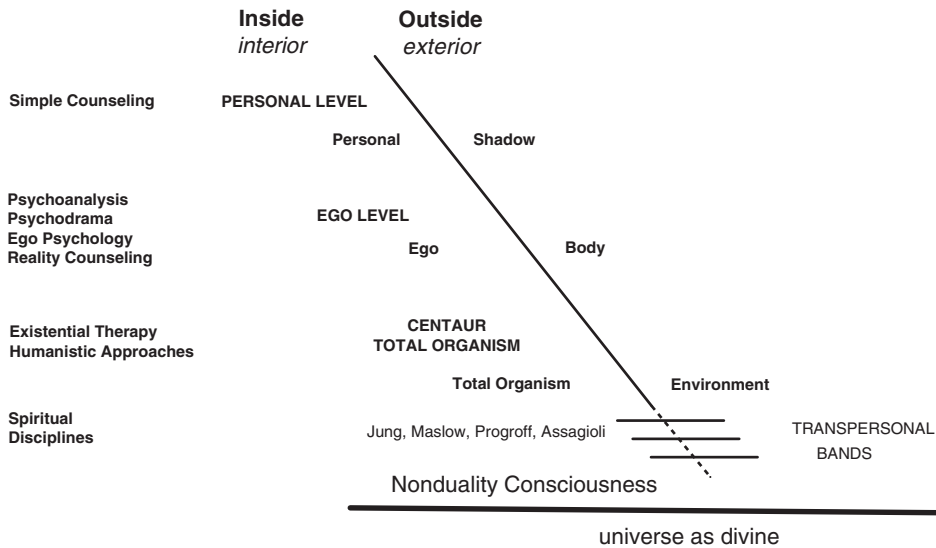 Inside Outside
interior exterior
Simple Counseling PERSONAL LEVEL
Personal Shadow
Psychoanalysis
Psychodrama
Ego Psychology
Reality Counseling
EGO LEVEL
Ego Body
Existential Therapy
Humanistic Approaches
CENTAUR
TOTAL ORGANISM
Total Organism Environment
Spiritual
Disciplines
Jung, Maslow, Progroff, Assagioli
TRANSPERSONAL
BANDS
Nonduality Consciousness
universe as divine